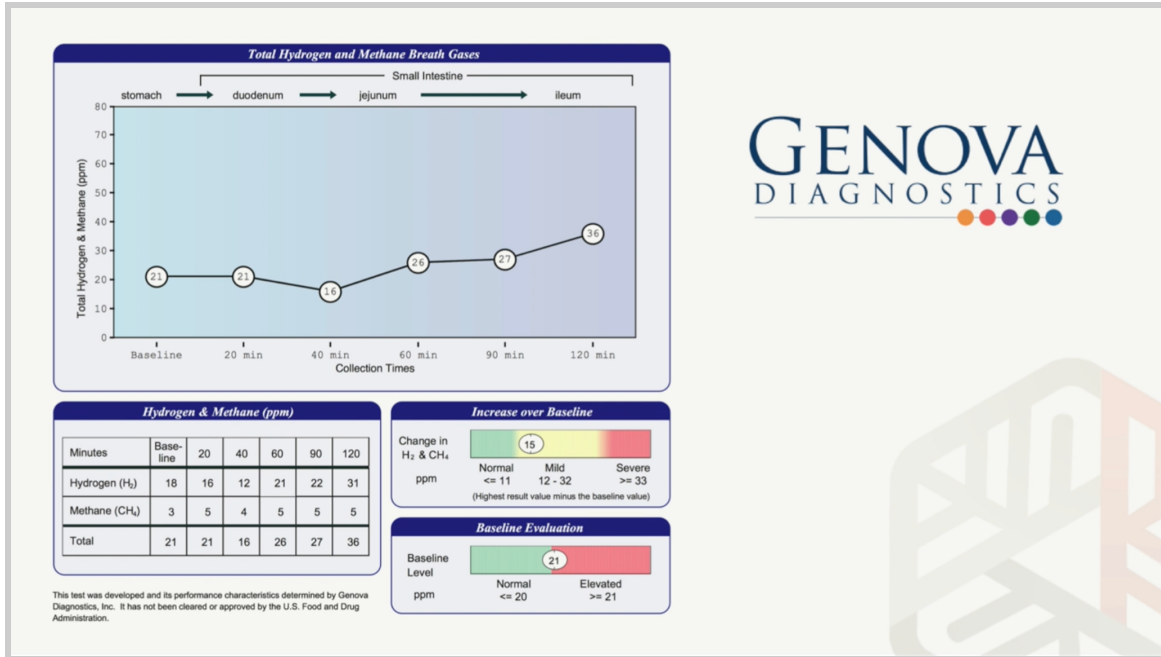 Total Hydrogen and Methane Breath Gases
Small Intestine
stomach duodenum jejunum ileum
Total Hydrogen & Methane (ppm)
80
70
60
50
40
30
20
10
0
21 21 16 26 27 36
Baseline 20 min 40 min 60 min 90 min 120 min
Collection Times
GENOVA
DIAGNOSTICS
Hydrogen & Methane (ppm)
Minutes Base-line 20 40 60 90 120
Hydrogen (H₂) 18 16 12 21 22 31
Methane (CH₄) 3 5 4 5 5 5
Total 21 21 16 26 27 36
Increase over Baseline
Change in
H₂ & CH₄
ppm
15
Normal Mild Severe
<= 11 12 - 32 >= 33
(Highest result value minus the baseline value)
Baseline Evaluation
Baseline
Level
ppm
21
Normal Elevated
<= 20 >= 21
This test was developed and its performance characteristics determined by Genova
Diagnostics, Inc. It has not been cleared or approved by the U.S. Food and Drug
Administration.